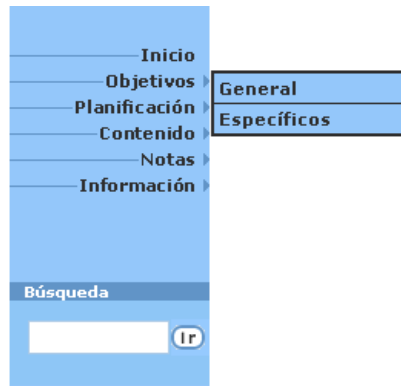 Inicio
Objetivos
General
Planificación
Específicos
Contenido
Notas
Información
Búsqueda
Ir